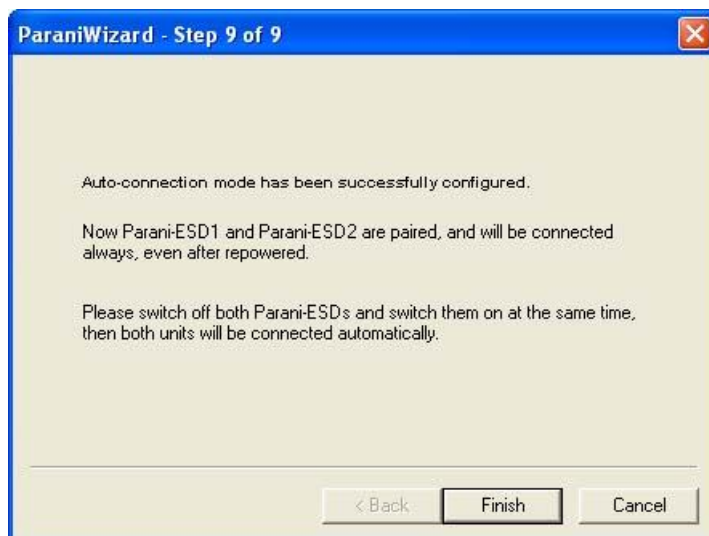 ParaniWizard - Step 9 of 9
Auto-connection mode has been successfully configured.
Now Parani-ESD1 and Parani-ESD2 are paired, and will be connected
always, even after repowered.
Please switch off both Parani-ESDs and switch them on at the same time,
then both units will be connected automatically.
< Back
Finish
Cancel